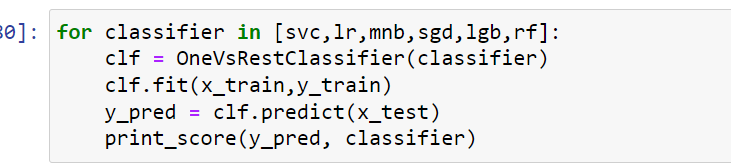 80]: for classifier in [svc,lr,mnb,sgd,lgb,rf]:
    clf = OneVsRestClassifier(classifier)
    clf.fit(x_train,y_train)
    y_pred = clf.predict(x_test)
    print_score(y_pred, classifier)